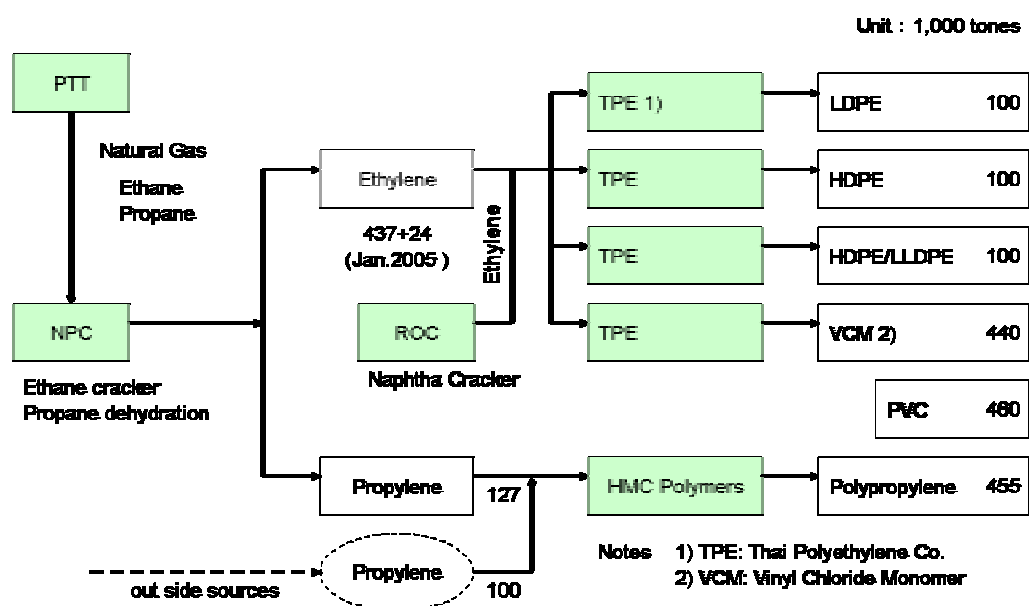 Unit : 1,000 tones
PTT
Natural Gas
Ethane
Propane
NPC
Ethane cracker
Propane dehydration
Ethylene
437+24
(Jan.2005 )
Ethylene
ROC
Naphtha Cracker
TPE 1)
LDPE 100
TPE
HDPE 100
TPE
HDPE/LLDPE 100
TPE
VCM 2) 440
PVC 460
Propylene
127
HMC Polymers
Polypropylene 455
out side sources
Propylene
100
Notes 1) TPE: Thai Polyethylene Co.
2) VCM: Vinyl Chloride Monomer